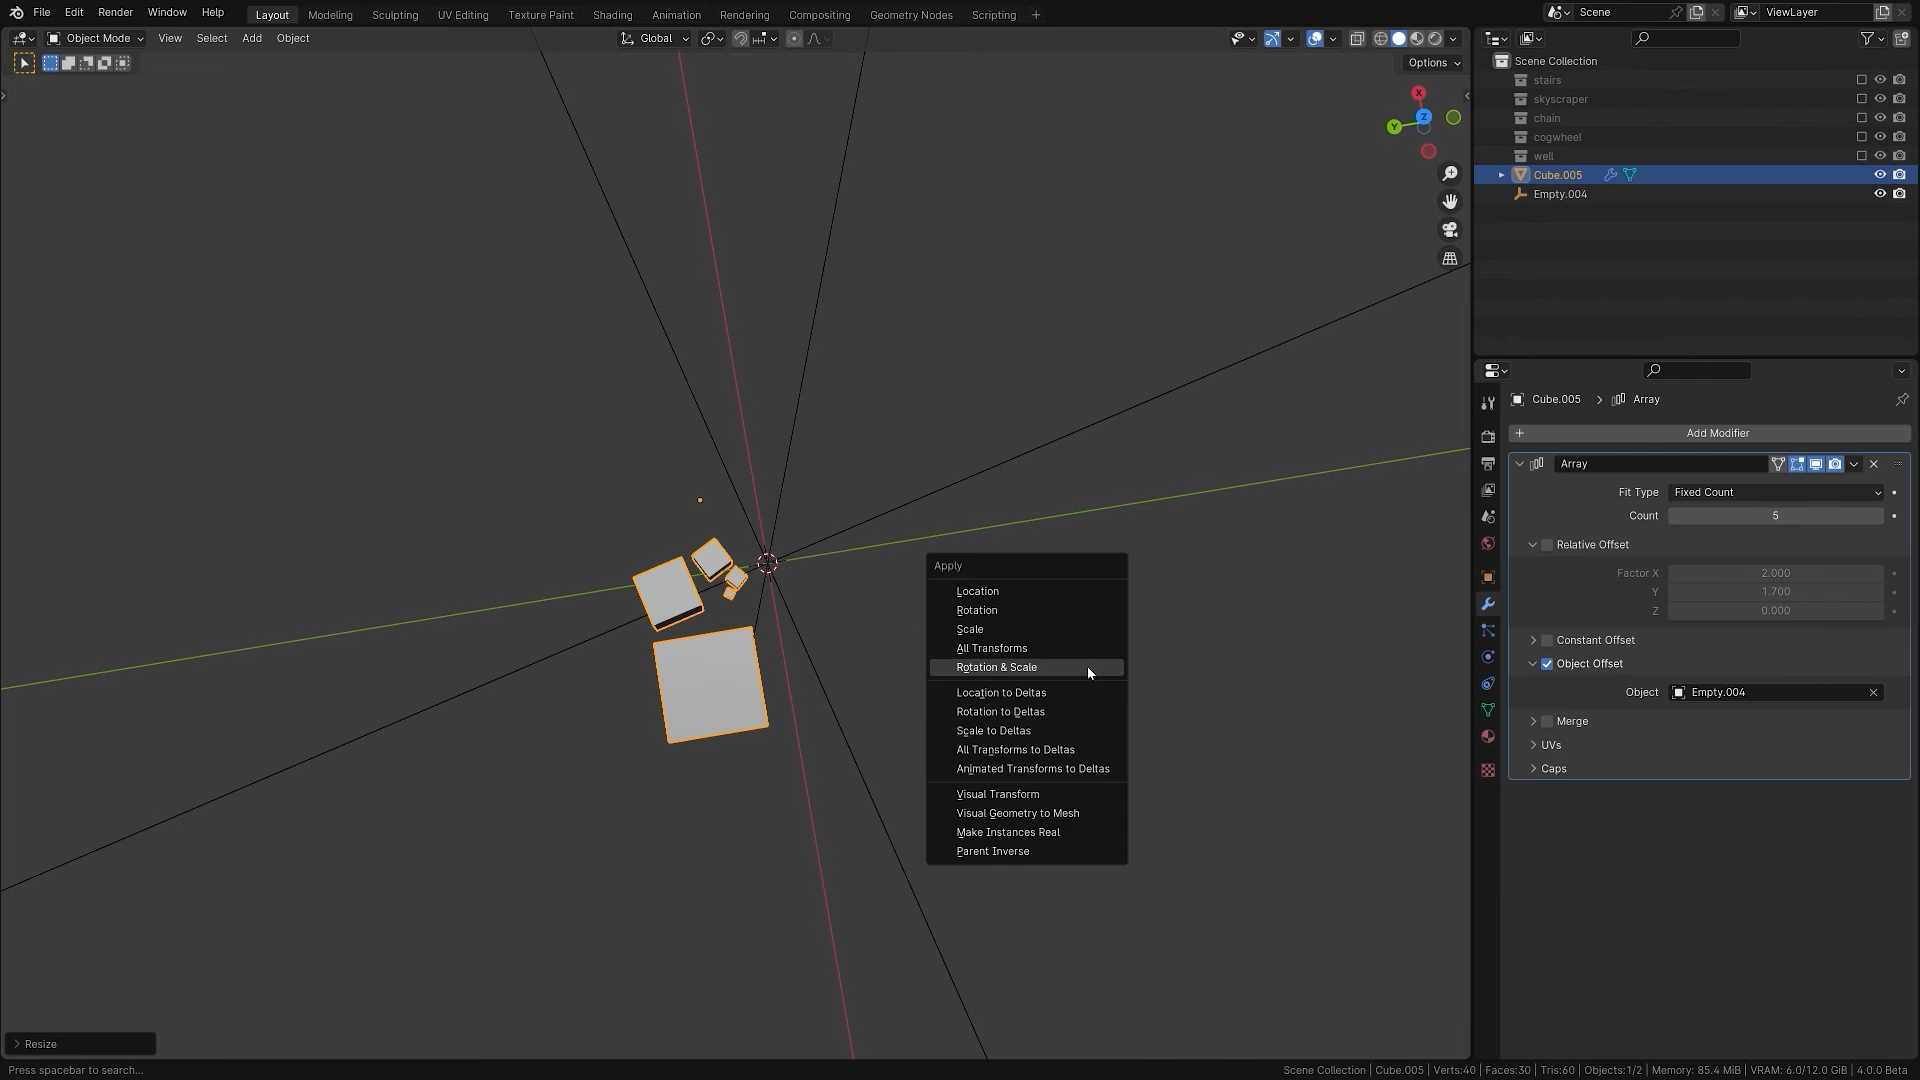 File Edit Render Window Help Layout Modeling Sculpting UV Editing Texture Paint Shading Animation Rendering Compositing Geometry Nodes Scripting + Scene ViewLayer
Object Mode View Select Add Object Global
Options
X
Y
Z
Scene Collection
stairs
skyscraper
chain
cogwheel
well
Cube.005
Empty.004
Cube.005 > Array
+ Add Modifier
Array
Fit Type Fixed Count
Count 5
Relative Offset
Factor X 2.000
Y 1.700
Z 0.000
Constant Offset
Object Offset
Object Empty.004
Merge
UVs
Caps
Apply
Location
Rotation
Scale
All Transforms
Rotation & Scale
Location to Deltas
Rotation to Deltas
Scale to Deltas
All Transforms to Deltas
Animated Transforms to Deltas
Visual Transform
Visual Geometry to Mesh
Make Instances Real
Parent Inverse
Resize
Press spacebar to search...
Scene Collection | Cube.005 | Verts:40 | Faces:30 | Tris:60 | Objects:1/2 | Memory: 85.4 MiB | VRAM: 6.0/12.0 GiB | 4.0.0 Beta